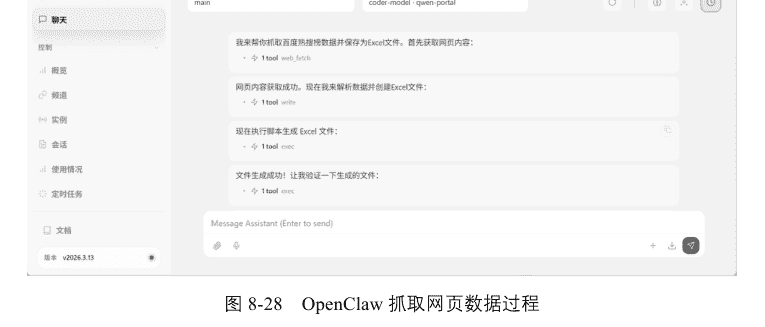 main
coder-model · qwen-portal
聊天
控制
概览
频道
实例
会话
使用情况
定时任务
文档
版本 v2026.3.13
我来帮你抓取百度热搜榜数据并保存为Excel文件。首先获取网页内容：
1 tool web_fetch
网页内容获取成功。现在我来解析数据并创建Excel文件：
1 tool write
现在执行脚本生成 Excel 文件：
1 tool exec
文件生成成功！让我验证一下生成的文件：
1 tool exec
Message Assistant (Enter to send)
图 8-28 OpenClaw 抓取网页数据过程